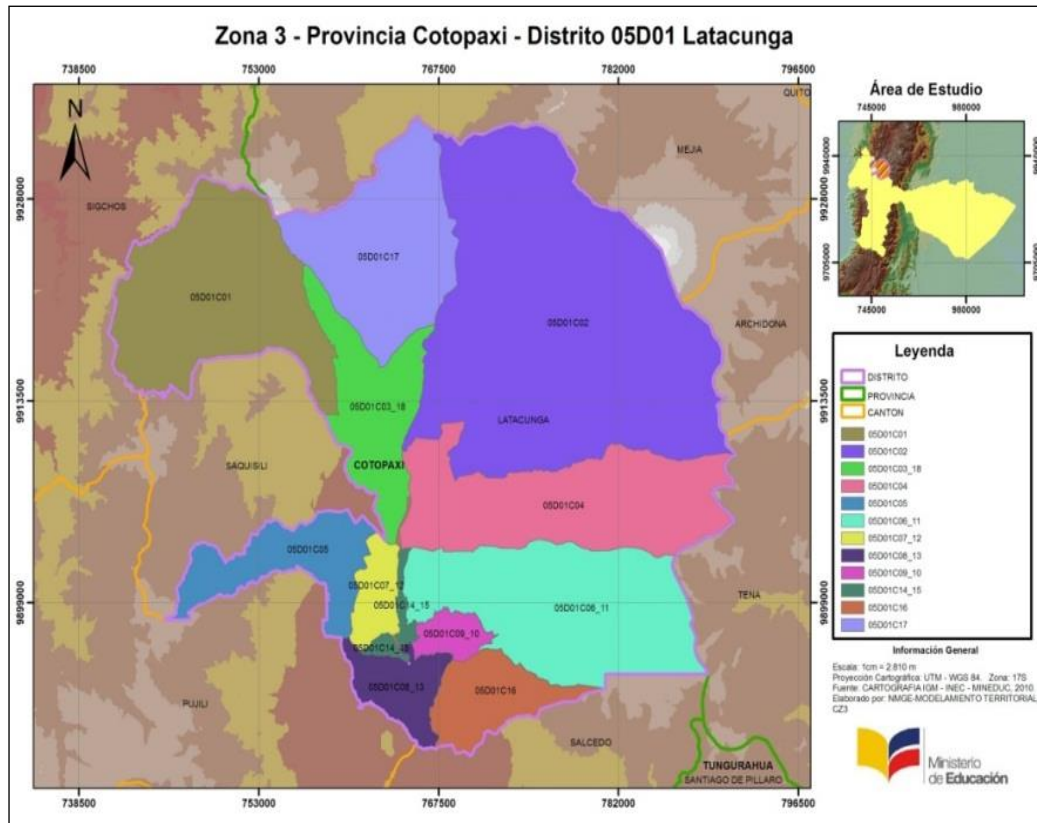 Zona 3 - Provincia Cotopaxi - Distrito 05D01 Latacunga
738500 753000 767500 782000 796500
N
QUITO
MEJIA
SIGCHOS
9928000
9928000
05D01C17
05D01C01
05D01C02
ARCHIDONA
9913500
9913500
05D01C03_18
LATACUNGA
SAQUISILI
COTOPAXI
05D01C04
05D01C05
05D01C07_12
05D01C14_15
05D01C06_11
TENA
9899000
9899000
05D01C09_10
05D01C14_15
05D01C08_13
05D01C16
PUJILI
SALCEDO
TUNGURAHUA
SANTIAGO DE PILLARO
738500 753000 767500 782000 796500
Área de Estudio
745000 980000
9940000
9705000
9705000
745000 980000
Leyenda
DISTRITO
PROVINCIA
CANTON
05D01C01
05D01C02
05D01C03_18
05D01C04
05D01C05
05D01C06_11
05D01C07_12
05D01C08_13
05D01C09_10
05D01C14_15
05D01C16
05D01C17
Información General
Escala: 1cm = 2.810 m
Proyección Cartográfica: UTM - WGS 84. Zona: 17S
Fuente: CARTOGRAFIA IGM - INEC - MINEDUC, 2010.
Elaborado por: NMGE-MODELAMIENTO TERRITORIAL
CZ3
Ministerio
de Educación